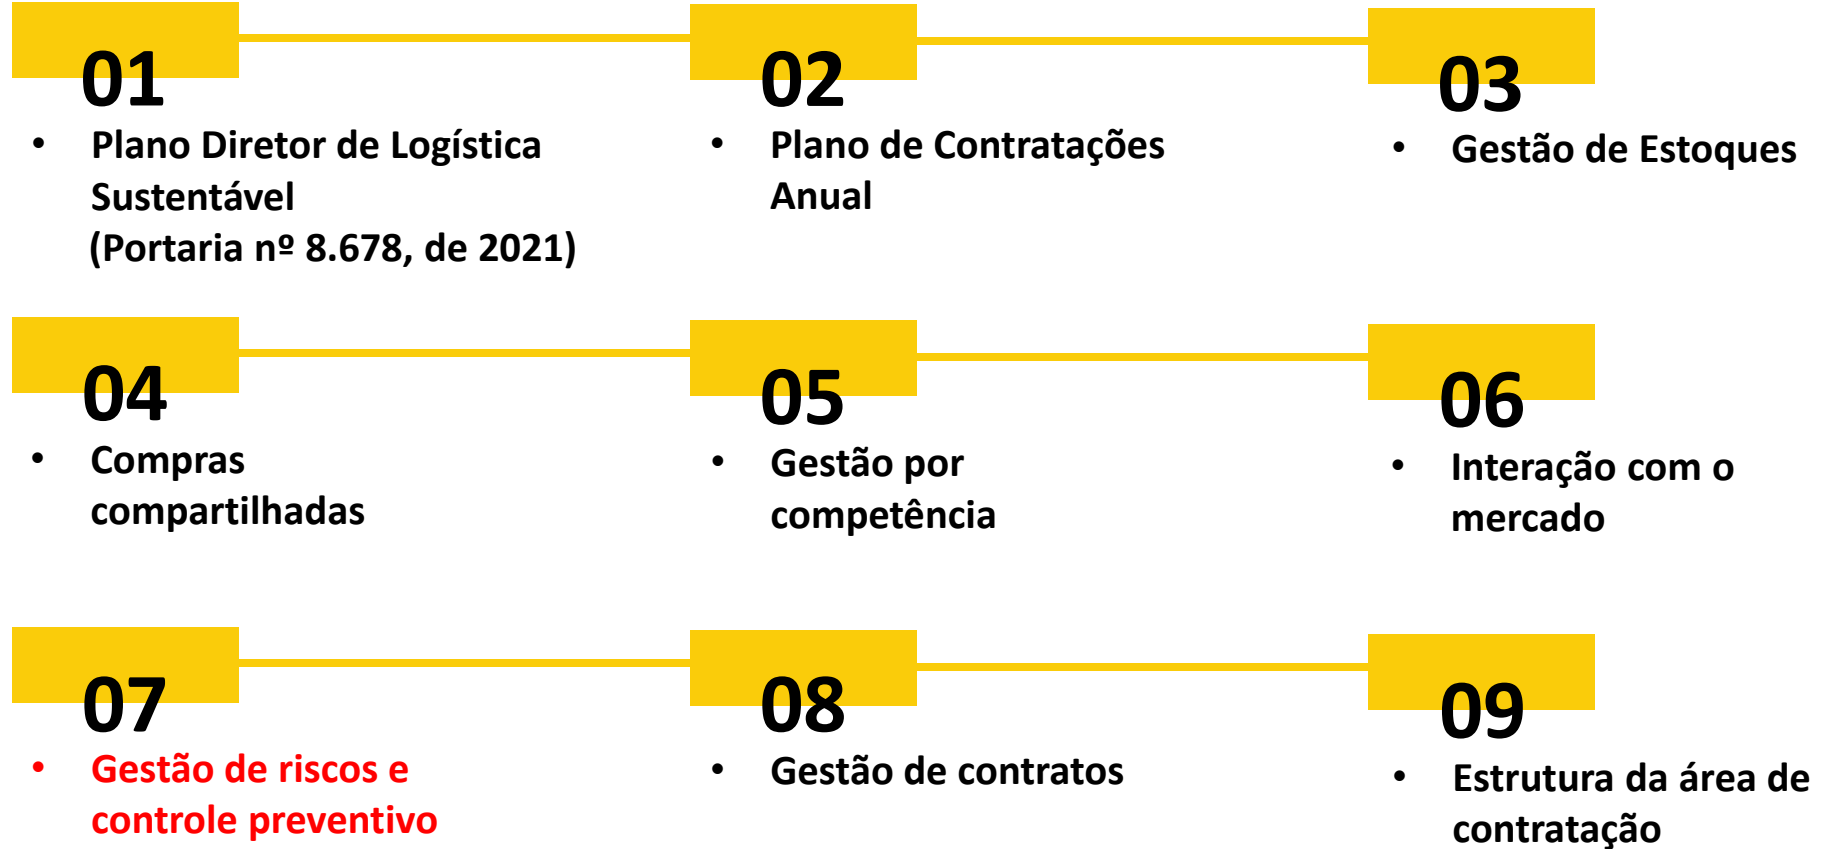 01
• Plano Diretor de Logística
Sustentável
(Portaria nº 8.678, de 2021)
02
• Plano de Contratações
Anual
03
• Gestão de Estoques
04
• Compras
compartilhadas
05
• Gestão por
competência
06
• Interação com o
mercado
07
• Gestão de riscos e
controle preventivo
08
• Gestão de contratos
09
• Estrutura da área de
contratação